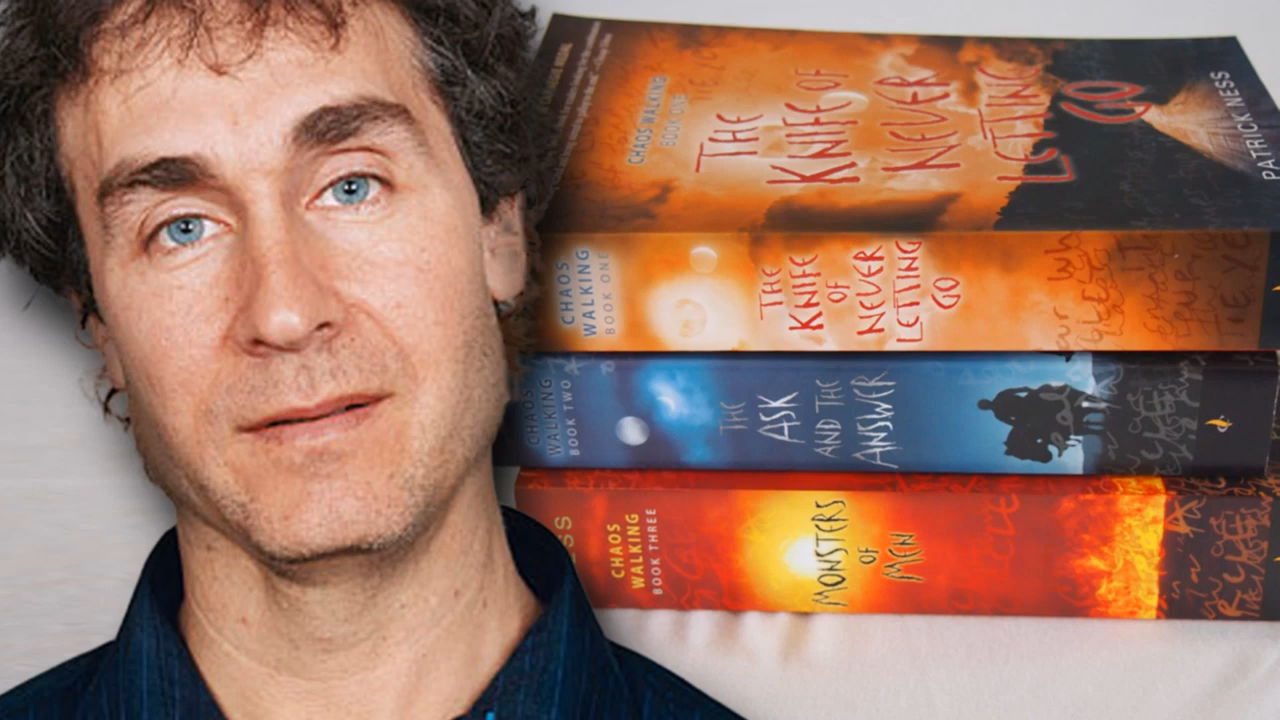 CHAOS WALKING
BOOK ONE
THE
KNIFE OF
NEVER
LETTING
GO
PATRICK NESS
CHAOS
WALKING
BOOK ONE
THE
KNIFE
OF
NEVER
LETTING
GO
CHAOS
WALKING
BOOK TWO
THE
ASK
AND THE
ANSWER
CHAOS
WALKING
BOOK THREE
MONSTERS
OF
MEN